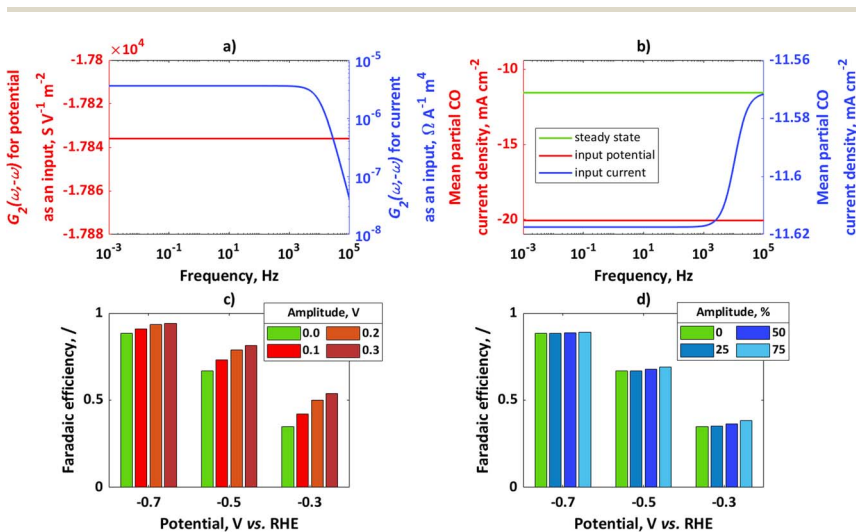 a)
×10⁴
-1.78
-1.782
-1.784
-1.786
-1.788
G₂(ω,-ω) for potential
as an input, S V⁻¹ m⁻²
10⁻⁵
10⁻⁶
10⁻⁷
10⁻⁸
G₂(ω,-ω) for current
as an input, Ω A⁻¹ m⁴
10⁻³ 10⁻¹ 10¹ 10³ 10⁵
Frequency, Hz
b)
-10
-15
-20
Mean partial CO
current density, mA cm⁻²
steady state
input potential
input current
-11.56
-11.58
-11.6
-11.62
Mean partial CO
current density, mA cm⁻²
10⁻³ 10⁻¹ 10¹ 10³ 10⁵
Frequency, Hz
c)
Amplitude, V
0.0 0.2
0.1 0.3
1
0.5
0
Faradaic efficiency, /
-0.7 -0.5 -0.3
Potential, V vs. RHE
d)
Amplitude, %
0 50
25 75
1
0.5
0
Faradaic efficiency, /
-0.7 -0.5 -0.3
Potential, V vs. RHE